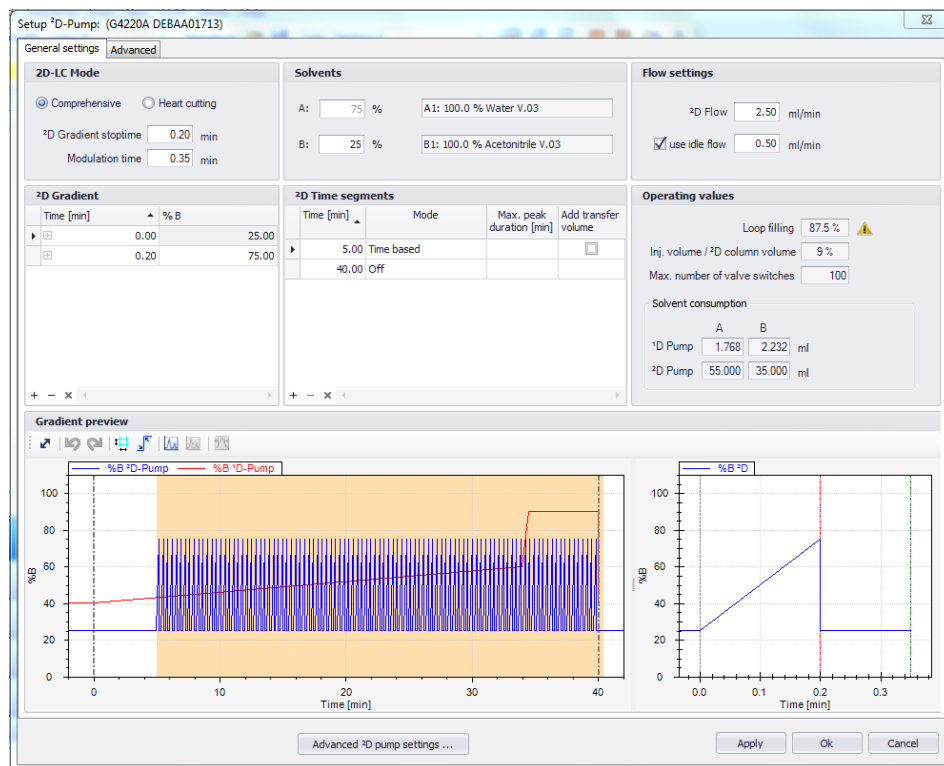 Setup ²D-Pump: (G4220A DEBAA01713)
General settings Advanced
2D-LC Mode
Comprehensive Heart cutting
²D Gradient stoptime 0.20 min
Modulation time 0.35 min
Solvents
A: 75 % A1: 100.0 % Water V.03
B: 25 % B1: 100.0 % Acetonitrile V.03
Flow settings
²D Flow 2.50 ml/min
use idle flow 0.50 ml/min
²D Gradient
Time [min] % B
0.00 25.00
0.20 75.00
²D Time segments
Time [min] Mode Max. peak duration [min] Add transfer volume
5.00 Time based
40.00 Off
Operating values
Loop filling 87.5 %
Inj. volume / ²D column volume 9 %
Max. number of valve switches 100
Solvent consumption
A B
¹D Pump 1.768 2.232 ml
²D Pump 55.000 35.000 ml
Gradient preview
%B ²D-Pump %B ¹D-Pump
%B
100
80
60
40
20
0
0 10 20 30 40
Time [min]
%B ²D
%B
100
80
60
40
20
0
0.0 0.1 0.2 0.3
Time [min]
Advanced ²D pump settings ...
Apply Ok Cancel